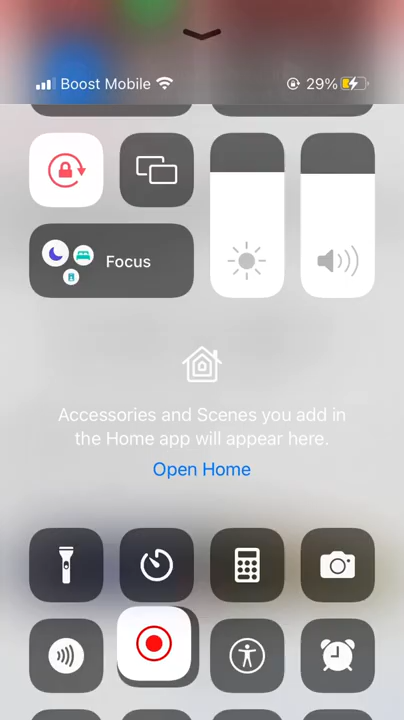 Boost Mobile 29%
Focus
Accessories and Scenes you add in
the Home app will appear here.
Open Home